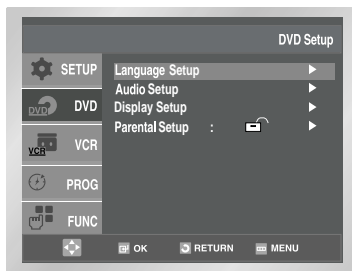 DVD Setup
SETUP
DVD
DVD
VCR
VCR
PROG
FUNC
Language Setup
Audio Setup
Display Setup
Parental Setup :
OK RETURN MENU